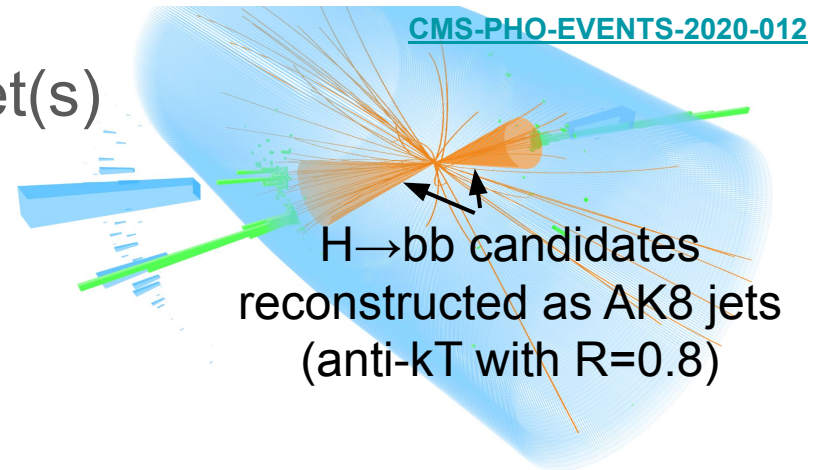 CMS-PHO-EVENTS-2020-012
et(s)
H→bb candidates
reconstructed as AK8 jets
(anti-kT with R=0.8)